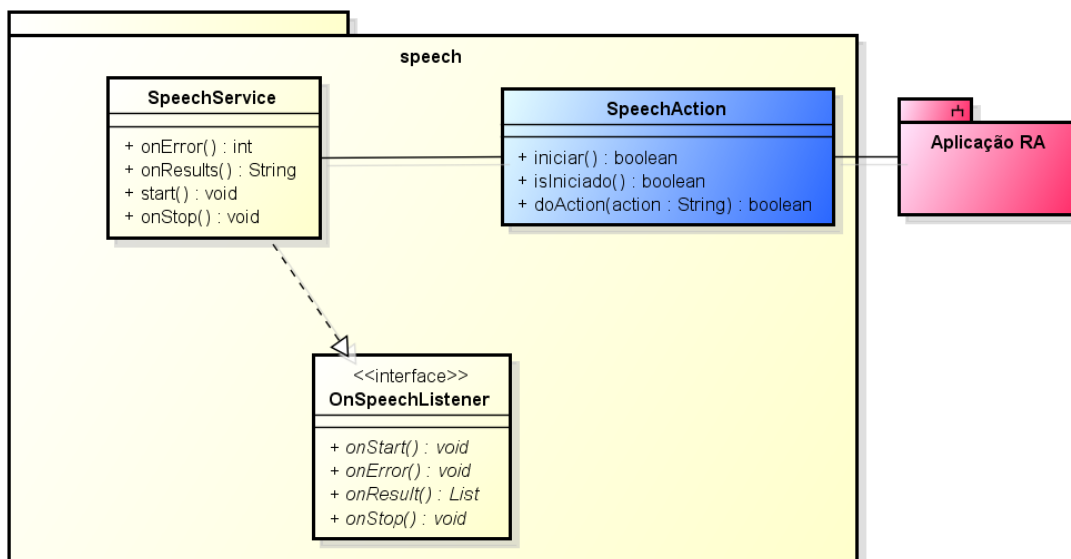 speech
SpeechService
+ onError() : int
+ onResults() : String
+ start() : void
+ onStop() : void
SpeechAction
+ iniciar() : boolean
+ isIniciado() : boolean
+ doAction(action : String) : boolean
Aplicação RA
<<interface>>
OnSpeechListener
+ onStart() : void
+ onError() : void
+ onResult() : List
+ onStop() : void